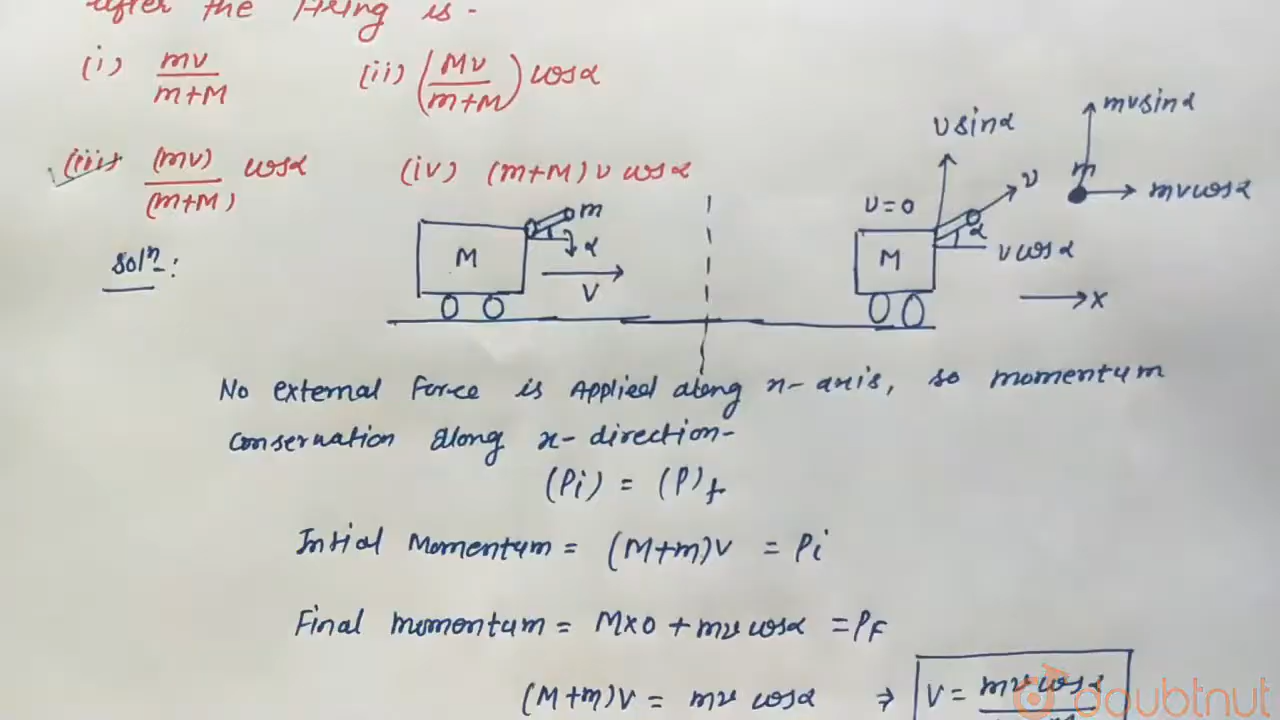 after the firing is -
(i) mv/m+M (ii) (Mv/m+M) cosα
(iii) (mv)/(m+M) cosα (iv) (m+M) v cosα
Solⁿ:
M m α V
v sinα
v=0 v α
M v cosα
x
mv sinα
m mv cosα
No external force is Applied along x-axis, so momentum
conservation along x-direction-
(Pi) = (P)f
Initial Momentum = (M+m)V = Pi
Final momentum = M×0 + mv cosα = PF
(M+m)V = mv cosα ⇒ V = mv cosα
doubtnut